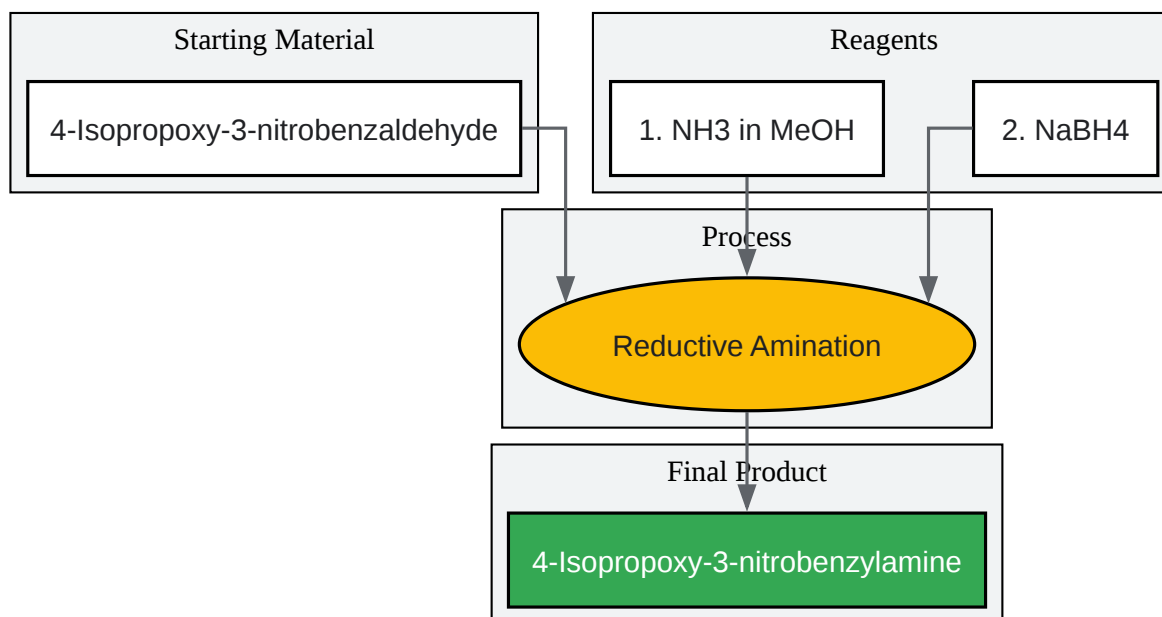 Starting Material
Reagents
4-Isopropoxy-3-nitrobenzaldehyde
1. NH3 in MeOH
2. NaBH4
Process
Reductive Amination
Final Product
4-Isopropoxy-3-nitrobenzylamine